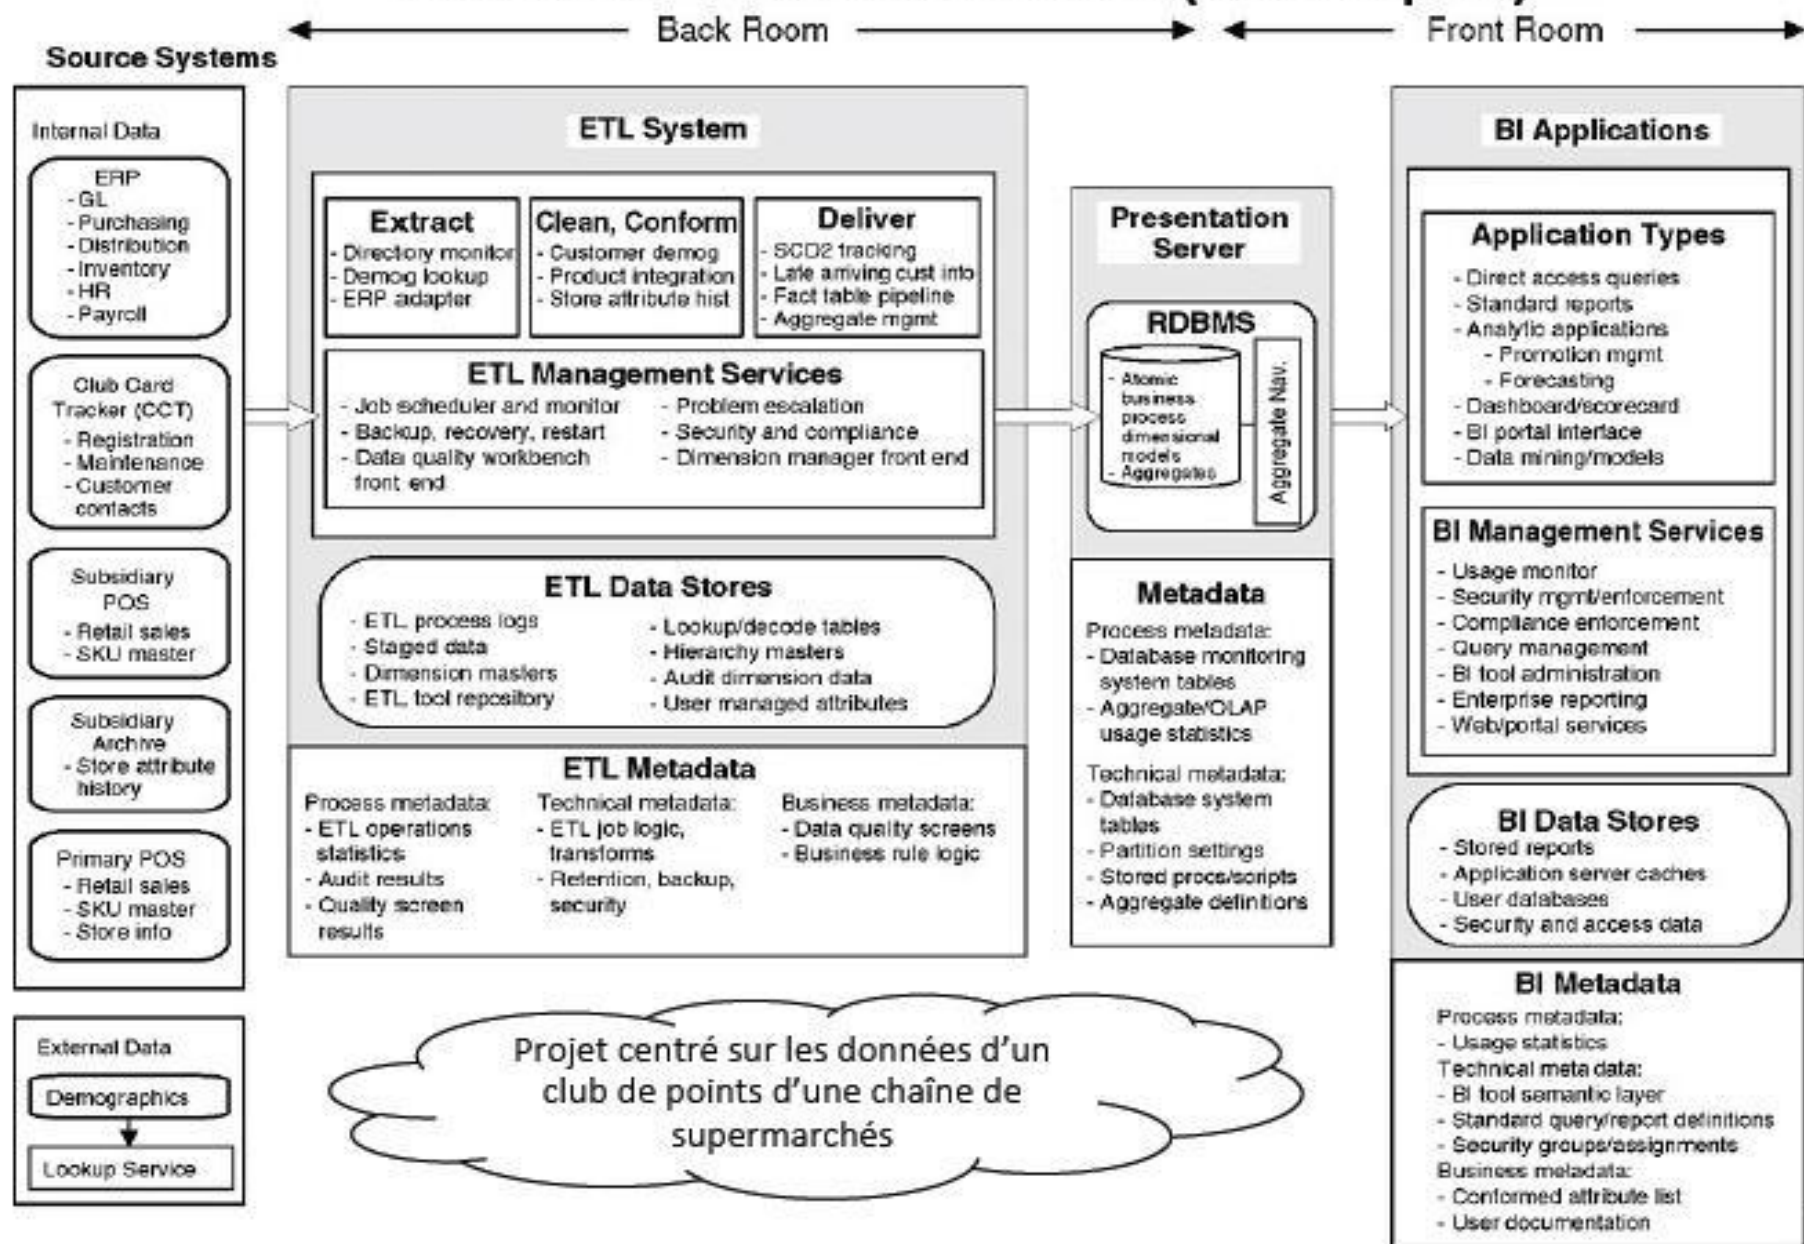 Back Room
Front Room
Source Systems
Internal Data
ERP
- GL
- Purchasing
- Distribution
- Inventory
- HR
- Payroll
Club Card
Tracker (CCT)
- Registration
- Maintenance
- Customer
contacts
Subsidiary
POS
- Retail sales
- SKU master
Subsidiary
Archive
- Store attribute
history
Primary POS
- Retail sales
- SKU master
- Store info
External Data
Demographics
Lookup Service
ETL System
Extract
- Directory monitor
- Demog lookup
- ERP adapter
Clean, Conform
- Customer demog
- Product integration
- Store attribute hist
Deliver
- SCD2 tracking
- Late arriving cust into
- Fact table pipeline
- Aggregate mgmt
ETL Management Services
- Job scheduler and monitor
- Backup, recovery, restart
- Data quality workbench
front end
- Problem escalation
- Security and compliance
- Dimension manager front end
ETL Data Stores
- ETL process logs
- Staged data
- Dimension masters
- ETL tool repository
- Lookup/decode tables
- Hierarchy masters
- Audit dimension data
- User managed attributes
ETL Metadata
Process metadata:
- ETL operations
statistics
- Audit results
- Quality screen
results
Technical metadata:
- ETL job logic,
transforms
- Retention, backup,
security
Business metadata:
- Data quality screens
- Business rule logic
Presentation
Server
RDBMS
- Atomic
business
process
dimensional
models
- Aggregates
Aggregate Nav.
Metadata
Process metadata:
- Database monitoring
system tables
- Aggregate/OLAP
usage statistics
Technical metadata:
- Database system
tables
- Partition settings
- Stored procs/scripts
- Aggregate definitions
BI Applications
Application Types
- Direct access queries
- Standard reports
- Analytic applications
- Promotion mgmt
- Forecasting
- Dashboard/scorecard
- BI portal interface
- Data mining/models
BI Management Services
- Usage monitor
- Security mgmt/enforcement
- Compliance enforcement
- Query management
- BI tool administration
- Enterprise reporting
- Web/portal services
BI Data Stores
- Stored reports
- Application server caches
- User databases
- Security and access data
BI Metadata
Process metadata:
- Usage statistics
Technical meta data:
- BI tool semantic layer
- Standard query/report definitions
- Security groups/assignments
Business metadata:
- Conformed attribute list
- User documentation
Projet centré sur les données d'un
club de points d'une chaîne de
supermarchés